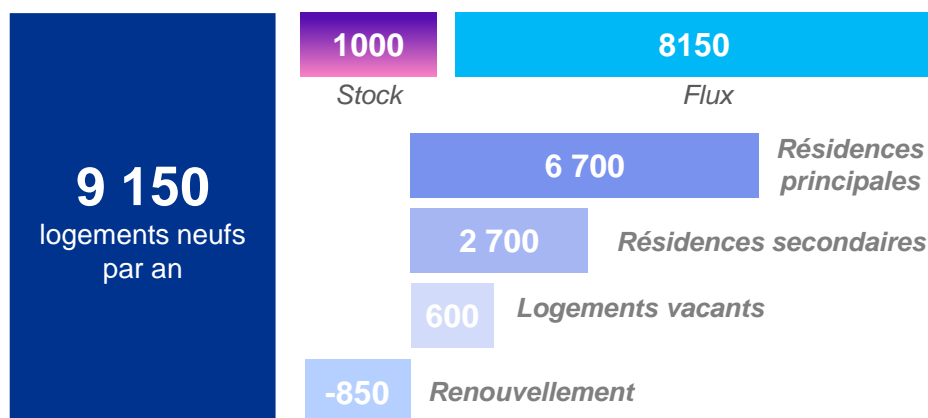 9 150
logements neufs
par an
1000
8150
Stock
Flux
6 700
Résidences
principales
2 700
Résidences secondaires
600
Logements vacants
-850
Renouvellement